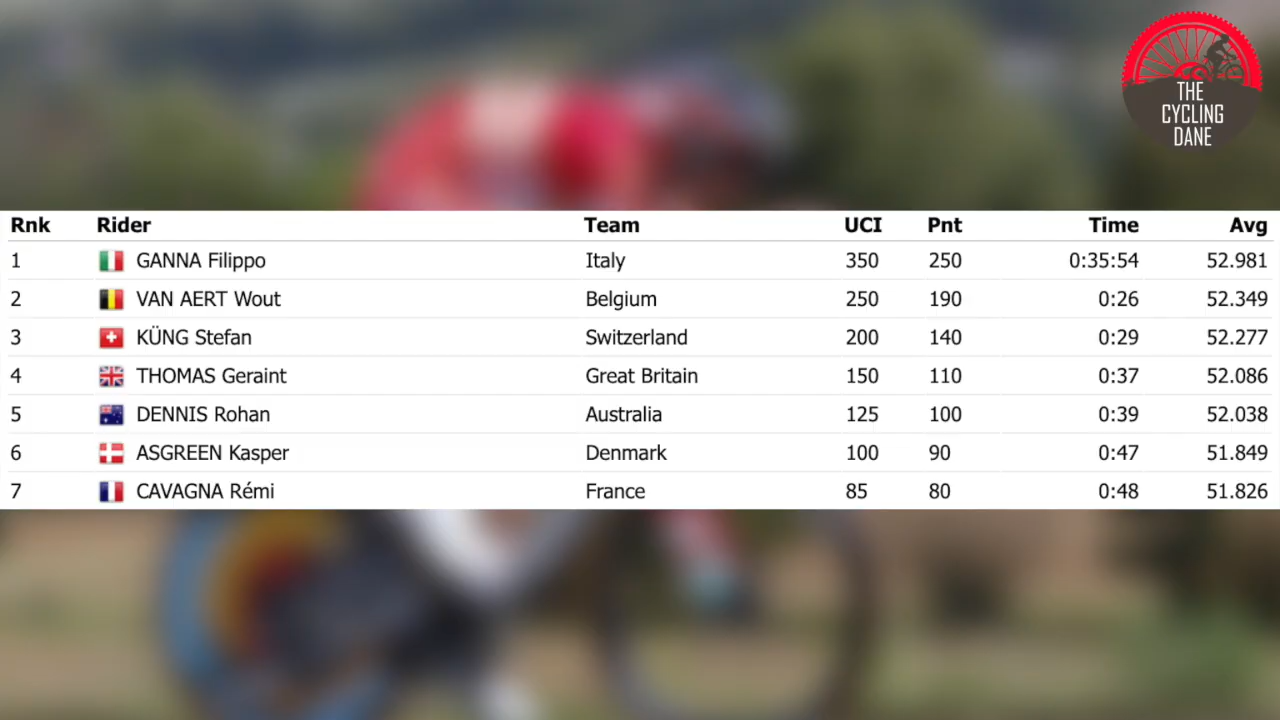 THE
CYCLING
DANE
Rnk Rider Team UCI Pnt Time Avg
1 GANNA Filippo Italy 350 250 0:35:54 52.981
2 VAN AERT Wout Belgium 250 190 0:26 52.349
3 KÜNG Stefan Switzerland 200 140 0:29 52.277
4 THOMAS Geraint Great Britain 150 110 0:37 52.086
5 DENNIS Rohan Australia 125 100 0:39 52.038
6 ASGREEN Kasper Denmark 100 90 0:47 51.849
7 CAVAGNA Rémi France 85 80 0:48 51.826